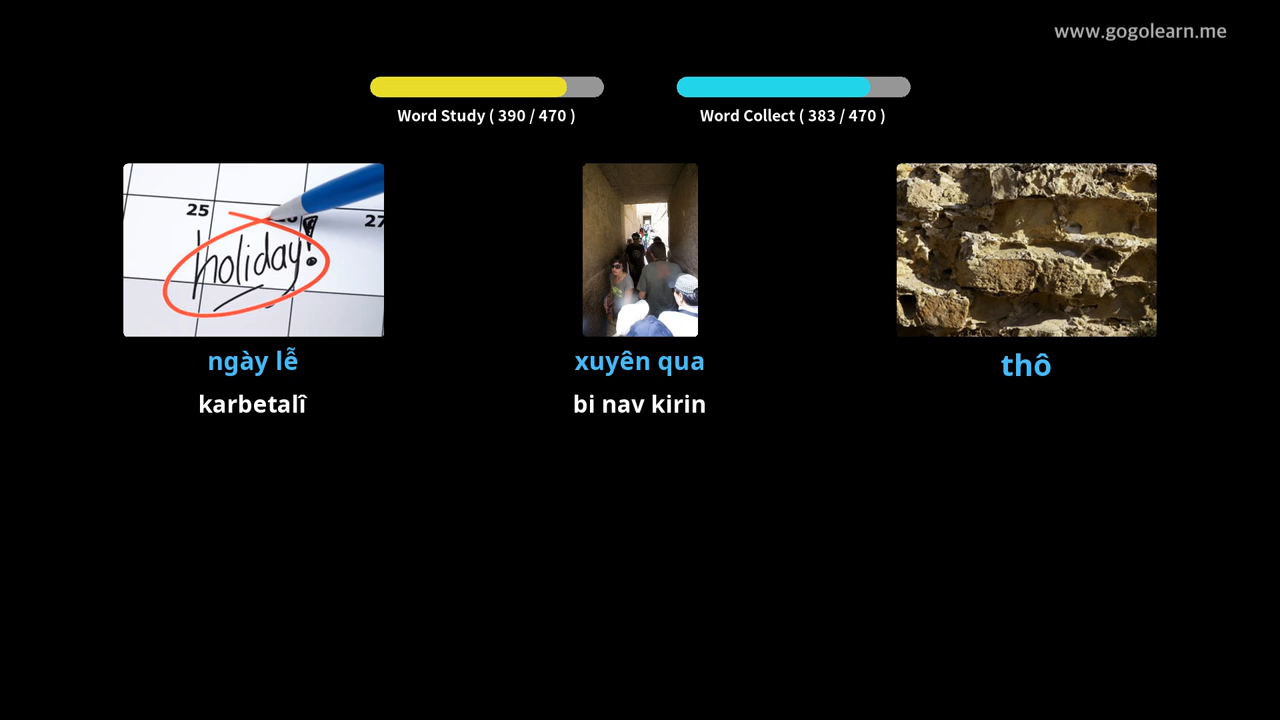 www.gogolearn.me
Word Study ( 390 / 470 )
Word Collect ( 383 / 470 )
25
27
holiday!
ngày lễ
xuyên qua
thô
karbetalî
bi nav kirin